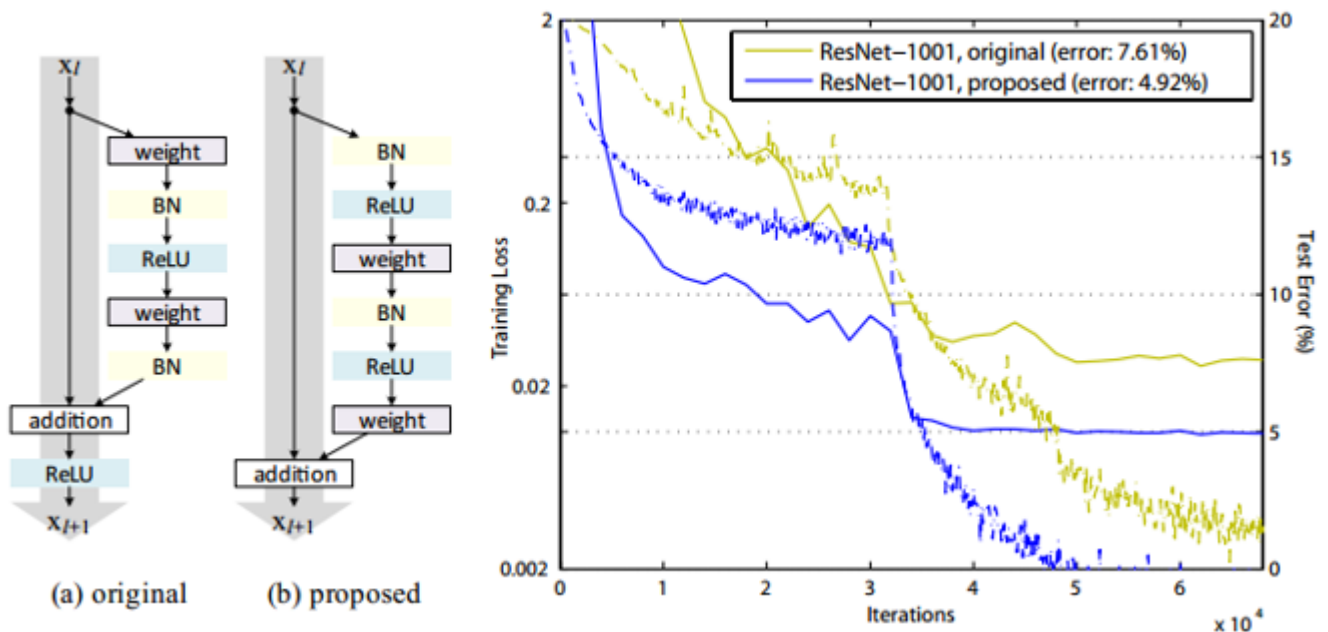 x_l
weight
BN
ReLU
weight
BN
addition
ReLU
x_{l+1}
(a) original
x_l
BN
ReLU
weight
BN
ReLU
weight
addition
x_{l+1}
(b) proposed
ResNet−1001, original (error: 7.61%)
ResNet−1001, proposed (error: 4.92%)
Training Loss
2
0.2
0.02
0.002
0 1 2 3 4 5 6
Iterations
x 10^4
20
15
10
5
0
Test Error (%)